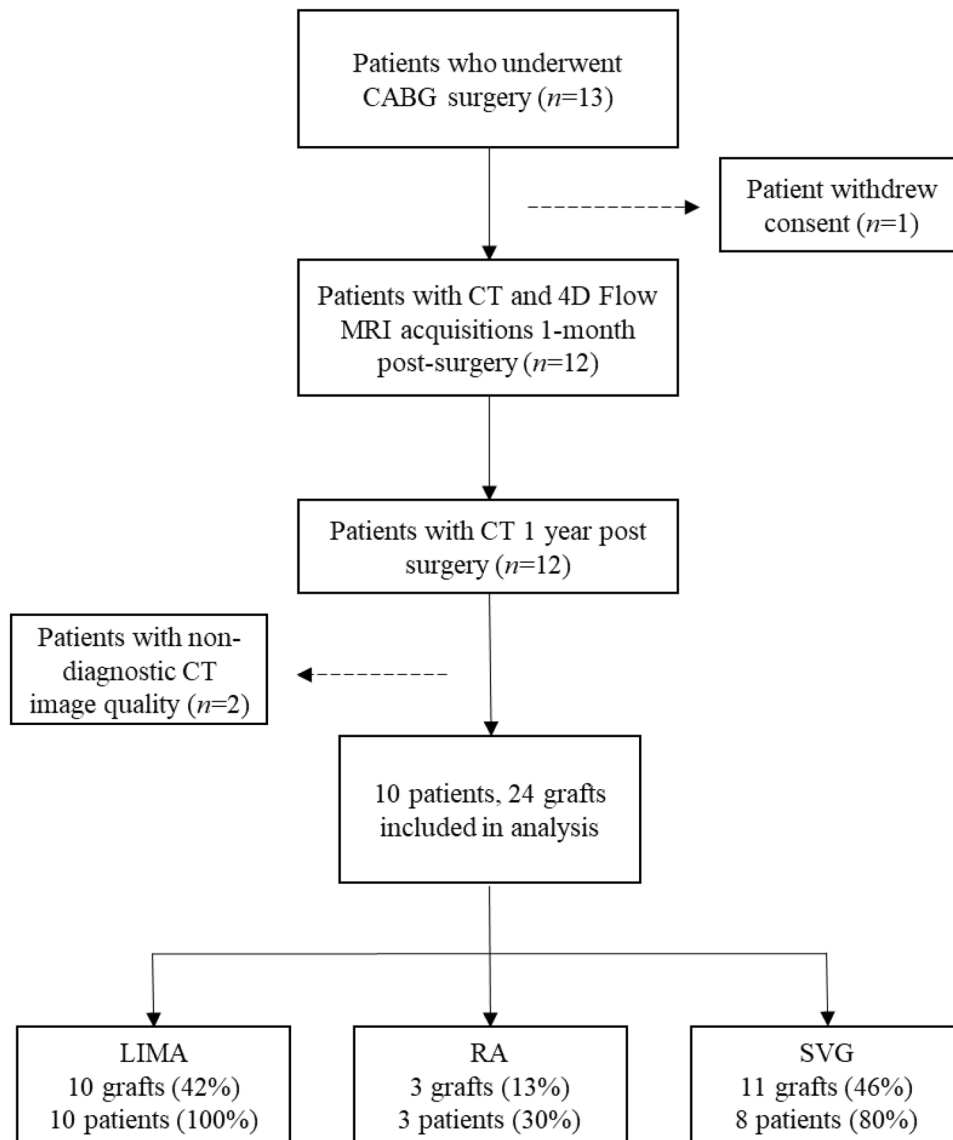 Patients who underwent
CABG surgery (n=13)
Patient withdrew
consent (n=1)
Patients with CT and 4D Flow
MRI acquisitions 1-month
post-surgery (n=12)
Patients with CT 1 year post
surgery (n=12)
Patients with non-
diagnostic CT
image quality (n=2)
10 patients, 24 grafts
included in analysis
LIMA
10 grafts (42%)
10 patients (100%)
RA
3 grafts (13%)
3 patients (30%)
SVG
11 grafts (46%)
8 patients (80%)